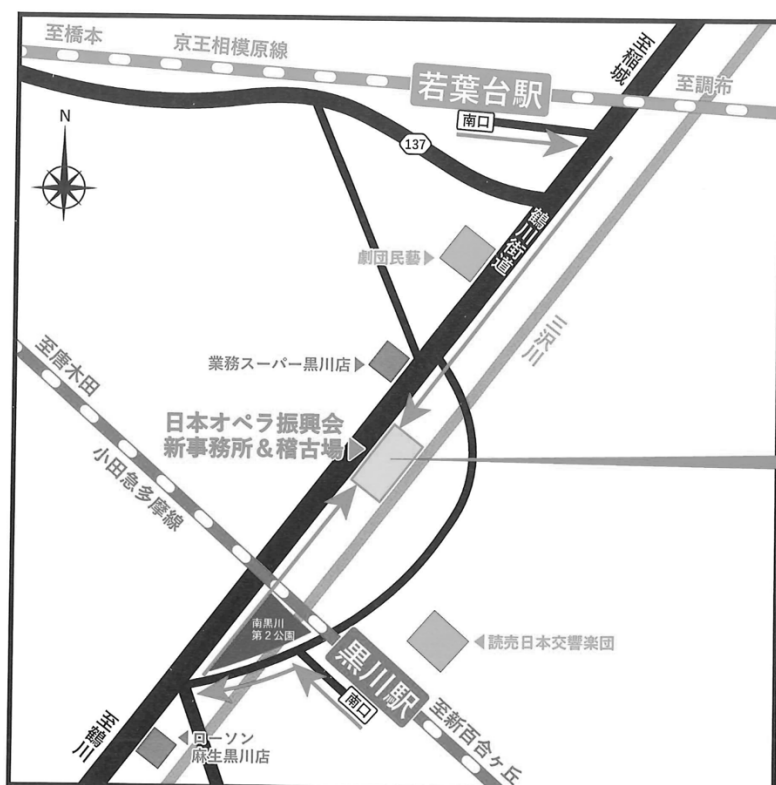 至橋本
京王相模原線
至稲城
若葉台駅
至調布
南口
N
137
鶴川街道
劇団民藝
三沢川
至唐木田
業務スーパー黒川店
日本オペラ振興会
新事務所&稽古場
小田急多摩線
南黒川
第2公園
読売日本交響楽団
黒川駅
南口
至鶴川
至新百合ヶ丘
ローソン
麻生黒川店